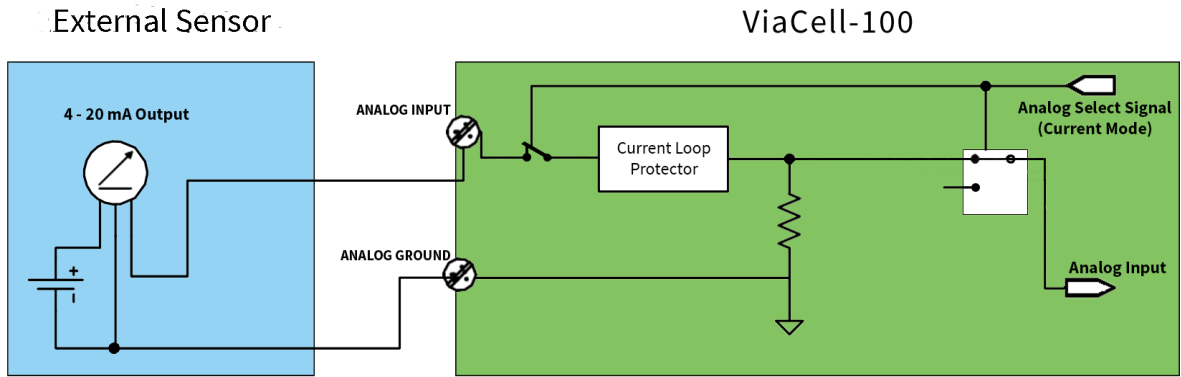 External Sensor
ViaCell-100
4 - 20 mA Output
ANALOG INPUT
Analog Select Signal
(Current Mode)
Current Loop
Protector
ANALOG GROUND
Analog Input
+
−